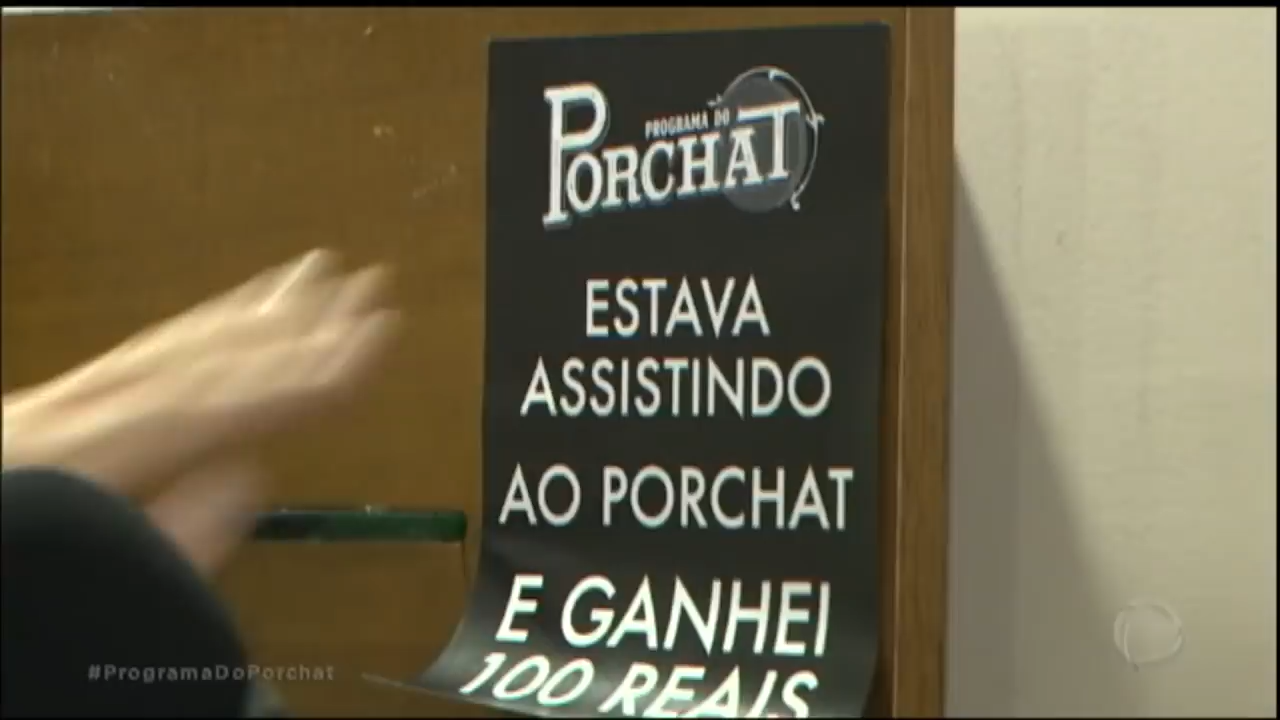 PROGRAMA DO
PORCHAT
ESTAVA
ASSISTINDO
AO PORCHAT
E GANHEI
100 REAIS
#ProgramaDoPorchat